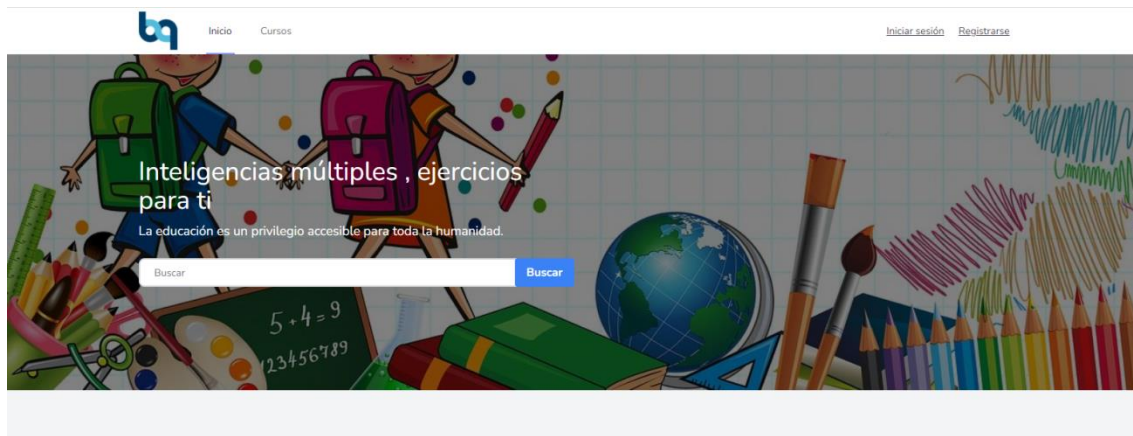 bq
Inicio
Cursos
Iniciar sesión
Registrarse
Inteligencias múltiples , ejercicios
para ti
La educación es un privilegio accesible para toda la humanidad.
Buscar
Buscar
5+4=9
123456789